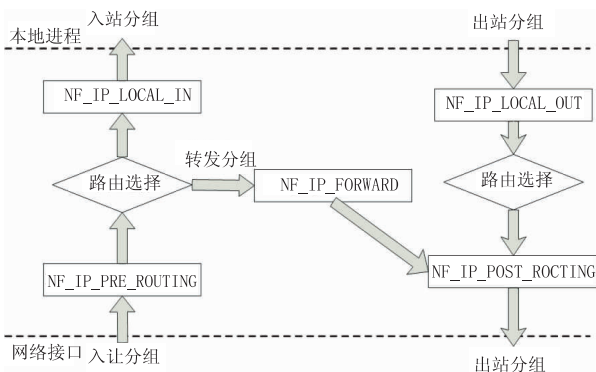 入站分组
出站分组
本地进程
NF_IP_LOCAL_IN
NF_IP_LOCAL_OUT
转发分组
路由选择
NF_IP_FORWARD
路由选择
NF_IP_PRE_ROUTING
NF_IP_POST_ROCTING
网络接口
入让分组
出站分组